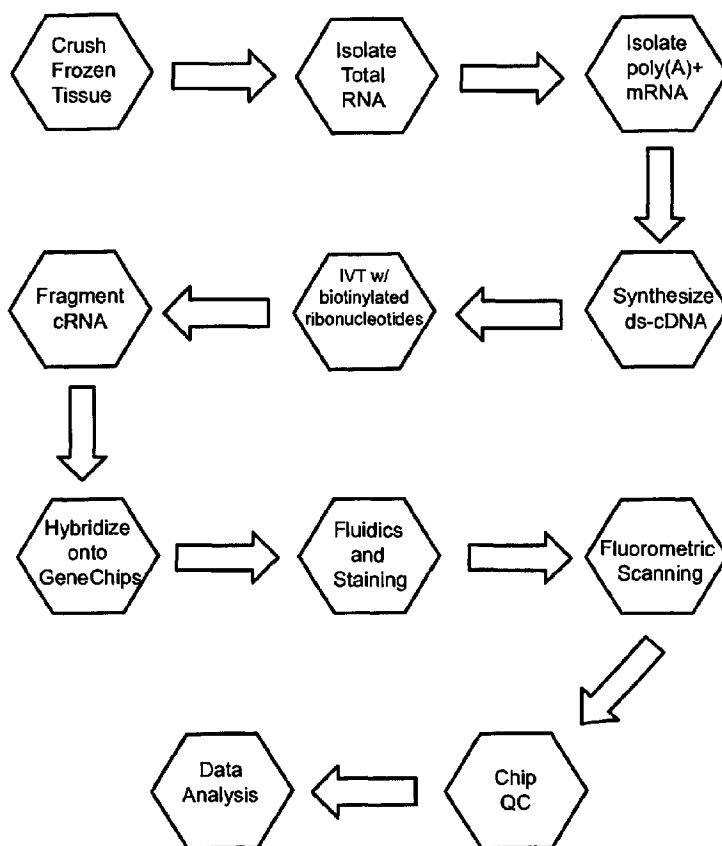 Crush
Frozen
Tissue
Isolate
Total
RNA
Isolate
poly(A)+
mRNA
Synthesize
ds-cDNA
IVT w/
biotinylated
ribonucleotides
Fragment
cRNA
Hybridize
onto
GeneChips
Fluidics
and
Staining
Fluorometric
Scanning
Chip
QC
Data
Analysis